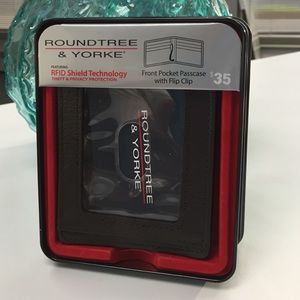 ROUNDTREE
& YORKE®
FEATURING
RFID Shield Technology
THEFT & PRIVACY PROTECTION
Front Pocket Passcase
with Flip Clip
$35
ROUNDTREE
& YORKE®